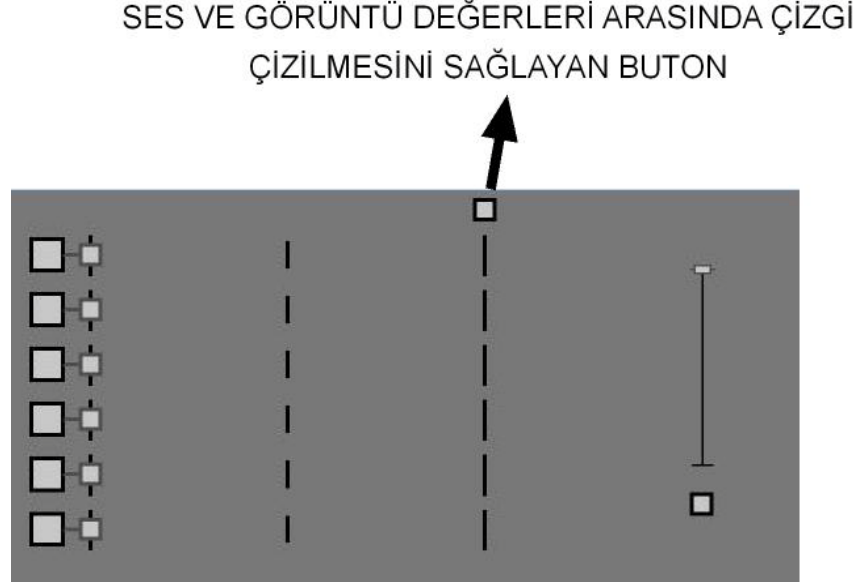 SES VE GÖRÜNTÜ DEĞERLERİ ARASINDA ÇİZGİ
ÇİZİLMESİNİ SAĞLAYAN BUTON